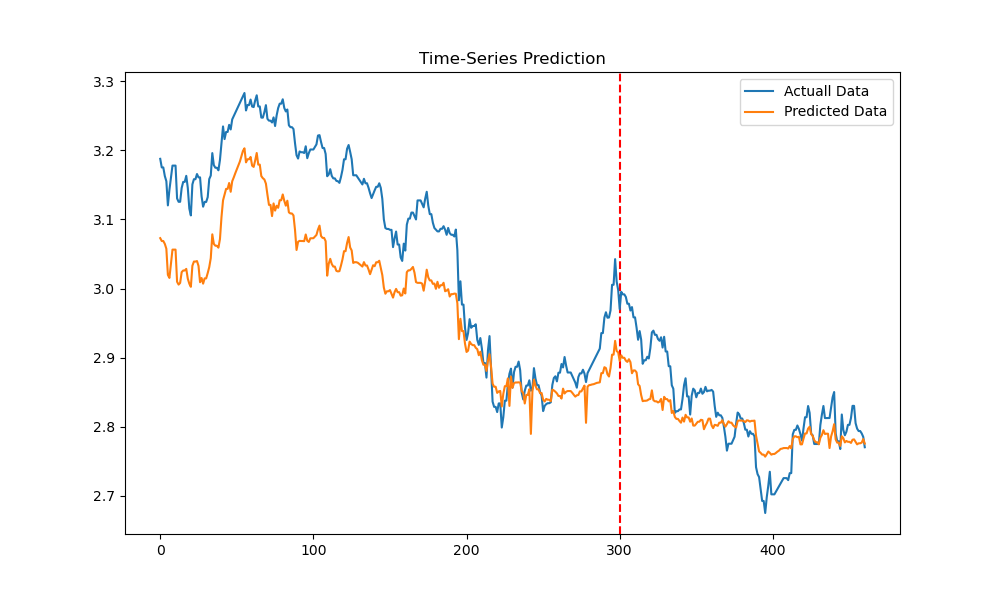 Time-Series Prediction
Actuall Data
Predicted Data
3.3
3.2
3.1
3.0
2.9
2.8
2.7
0 100 200 300 400